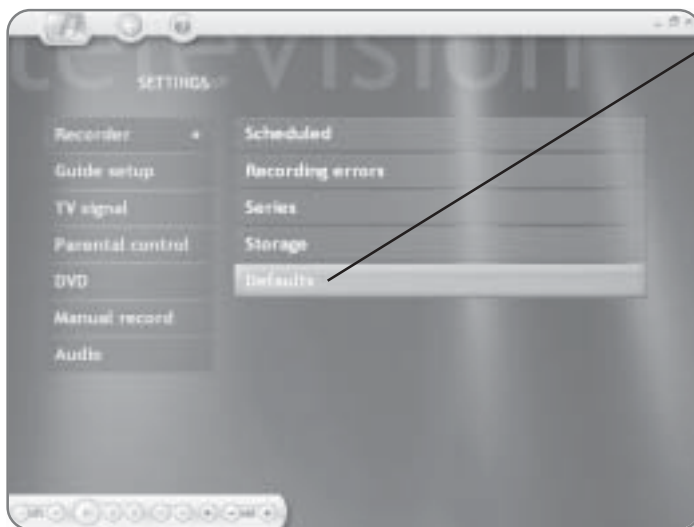 television
SETTINGS
Recorder
Guide setup
TV signal
Parental control
DVD
Manual record
Audio
Scheduled
Recording errors
Series
Storage
Defaults